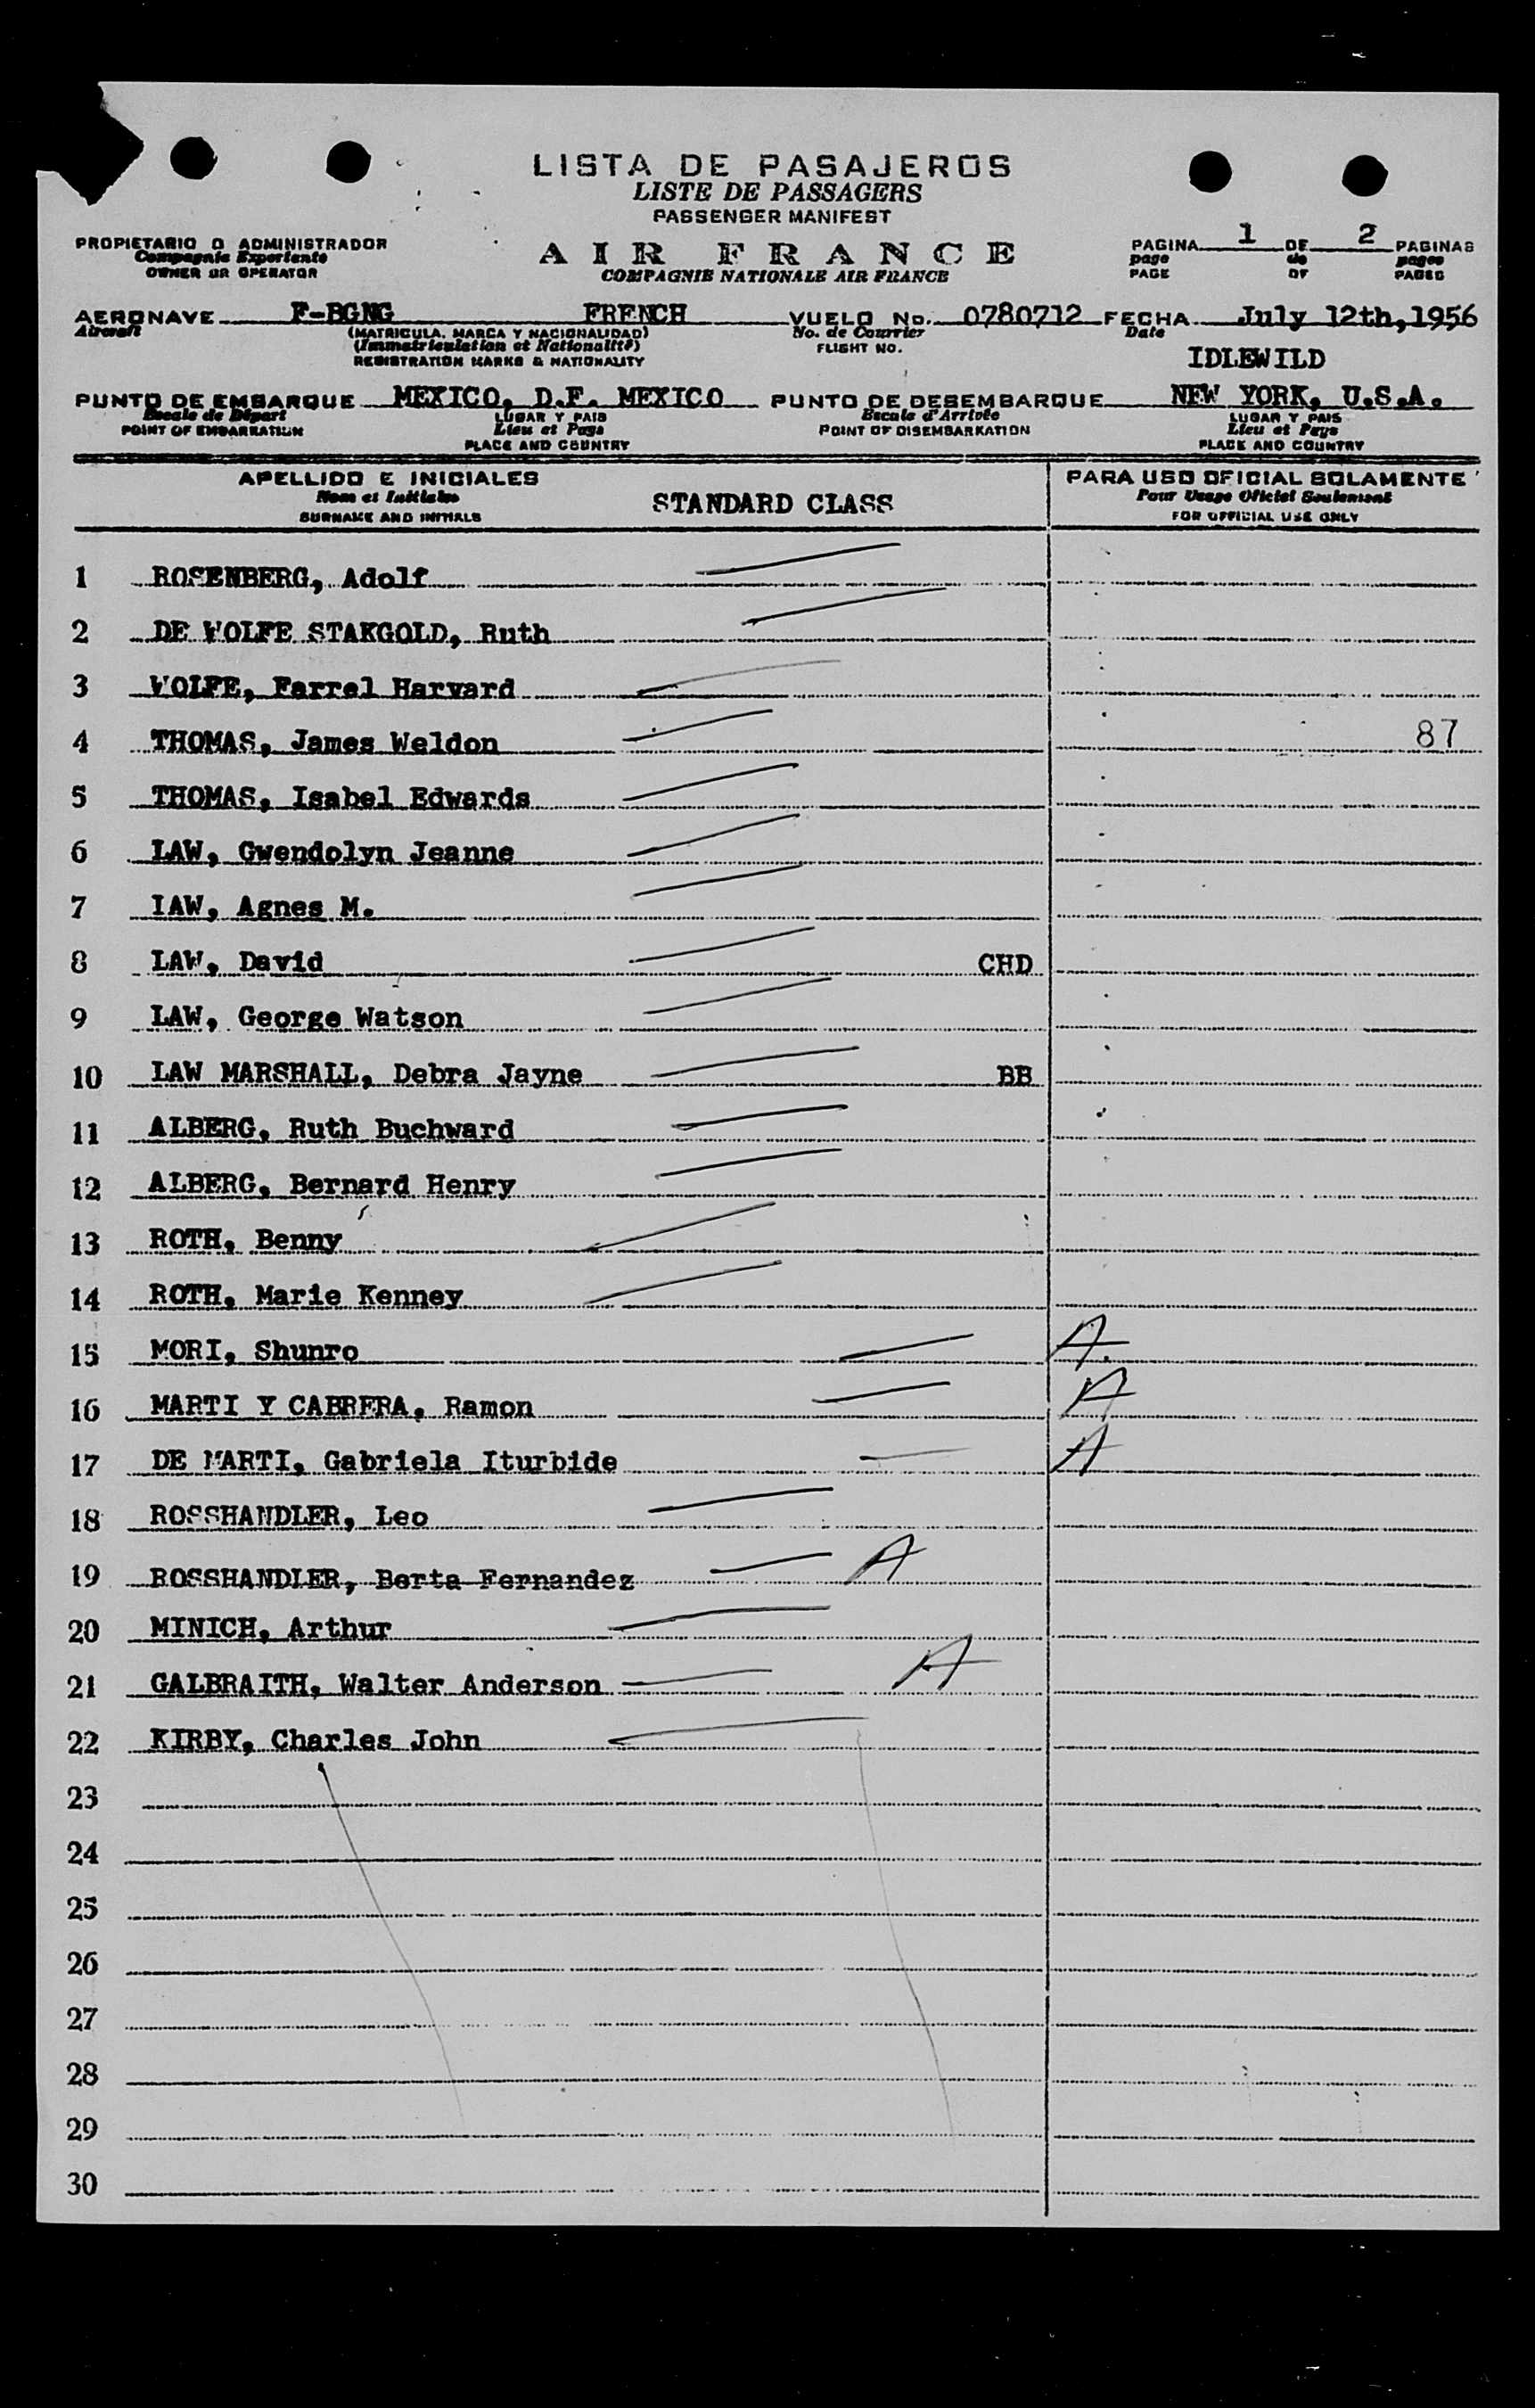 LISTA DE PASAJEROS
LISTE DE PASSAGERS
PASSENGER MANIFEST
PROPIETARIO O ADMINISTRADOR
Compagnie Exportante
OWNER OR OPERATOR
AIR FRANCE
COMPAGNIE NATIONALE AIR FRANCE
PAGINA 1 DE 2 PAGINAS
page de pages
PAGE OF PAGES
AERONAVE F-BGNG FRENCH VUELO No. 0780712 FECHA July 12th,1956
Aircraft (MATRICULA, MARCA Y NACIONALIDAD) No. de Courrier Date
(Immatriculation et Nationalité) FLIGHT NO.
REGISTRATION MARKS & NATIONALITY
IDLEWILD
PUNTO DE EMBARQUE MEXICO, D.F. MEXICO PUNTO DE DESEMBARQUE NEW YORK, U.S.A.
Escale de Départ LUGAR Y PAIS Escale d'Arrivée LUGAR Y PAIS
POINT OF EMBARKATION Lieu et Pays POINT OF DISEMBARKATION Lieu et Pays
PLACE AND COUNTRY PLACE AND COUNTRY
APELLIDO E INICIALES
Nom et Initiales
SURNAME AND INITIALS
STANDARD CLASS
PARA USO OFICIAL SOLAMENTE
Pour Usage Oficiel Seulement
FOR OFFICIAL USE ONLY
1 ROSENBERG, Adolf
2 DE WOLFE STAKGOLD, Ruth
3 WOLFE, Farrel Harvard
4 THOMAS, James Weldon 87
5 THOMAS, Isabel Edwards
6 LAW, Gwendolyn Jeanne
7 LAW, Agnes M.
8 LAW, David CHD
9 LAW, George Watson
10 LAW MARSHALL, Debra Jayne BB
11 ALBERG, Ruth Buchward
12 ALBERG, Bernard Henry
13 ROTH, Benny
14 ROTH, Marie Kenney
15 MORI, Shunro A.
16 MARTI Y CABRERA, Ramon A
17 DE MARTI, Gabriela Iturbide A
18 ROSSHANDLER, Leo
19 ROSSHANDLER, Berta Fernandez A
20 MINICH, Arthur
21 GALBRAITH, Walter Anderson A
22 KIRBY, Charles John
23
24
25
26
27
28
29
30